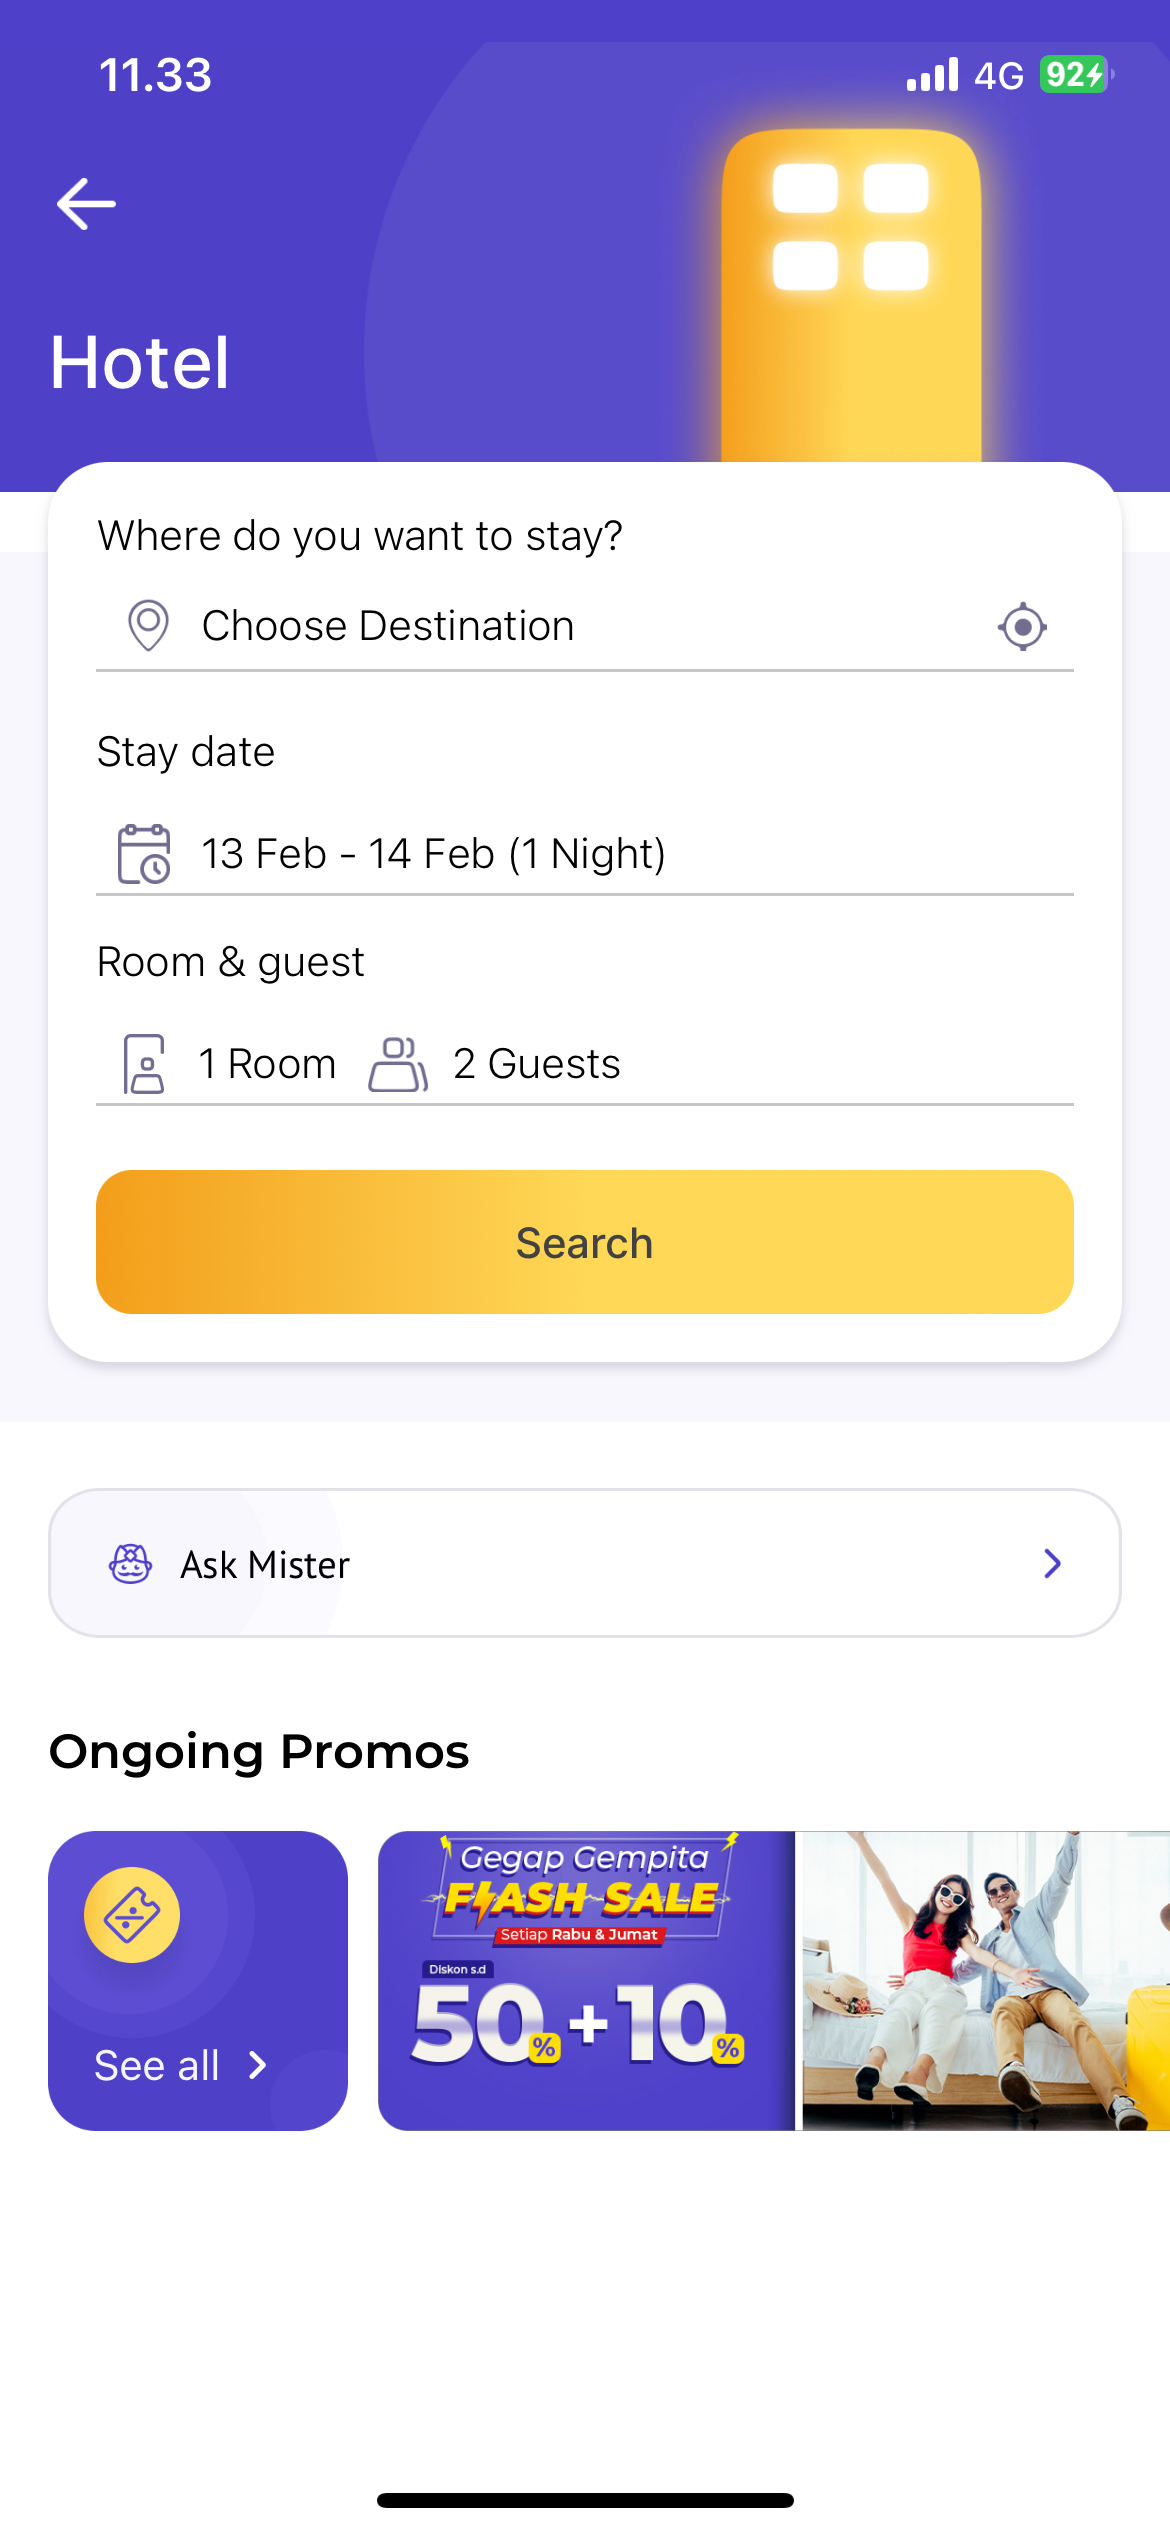 11.33
4G 92
Hotel
Where do you want to stay?
Choose Destination
Stay date
13 Feb - 14 Feb (1 Night)
Room & guest
1 Room 2 Guests
Search
Ask Mister
Ongoing Promos
Gegap Gempita
FLASH SALE
Setiap Rabu & Jumat
Diskon s.d
50% + 10%
See all